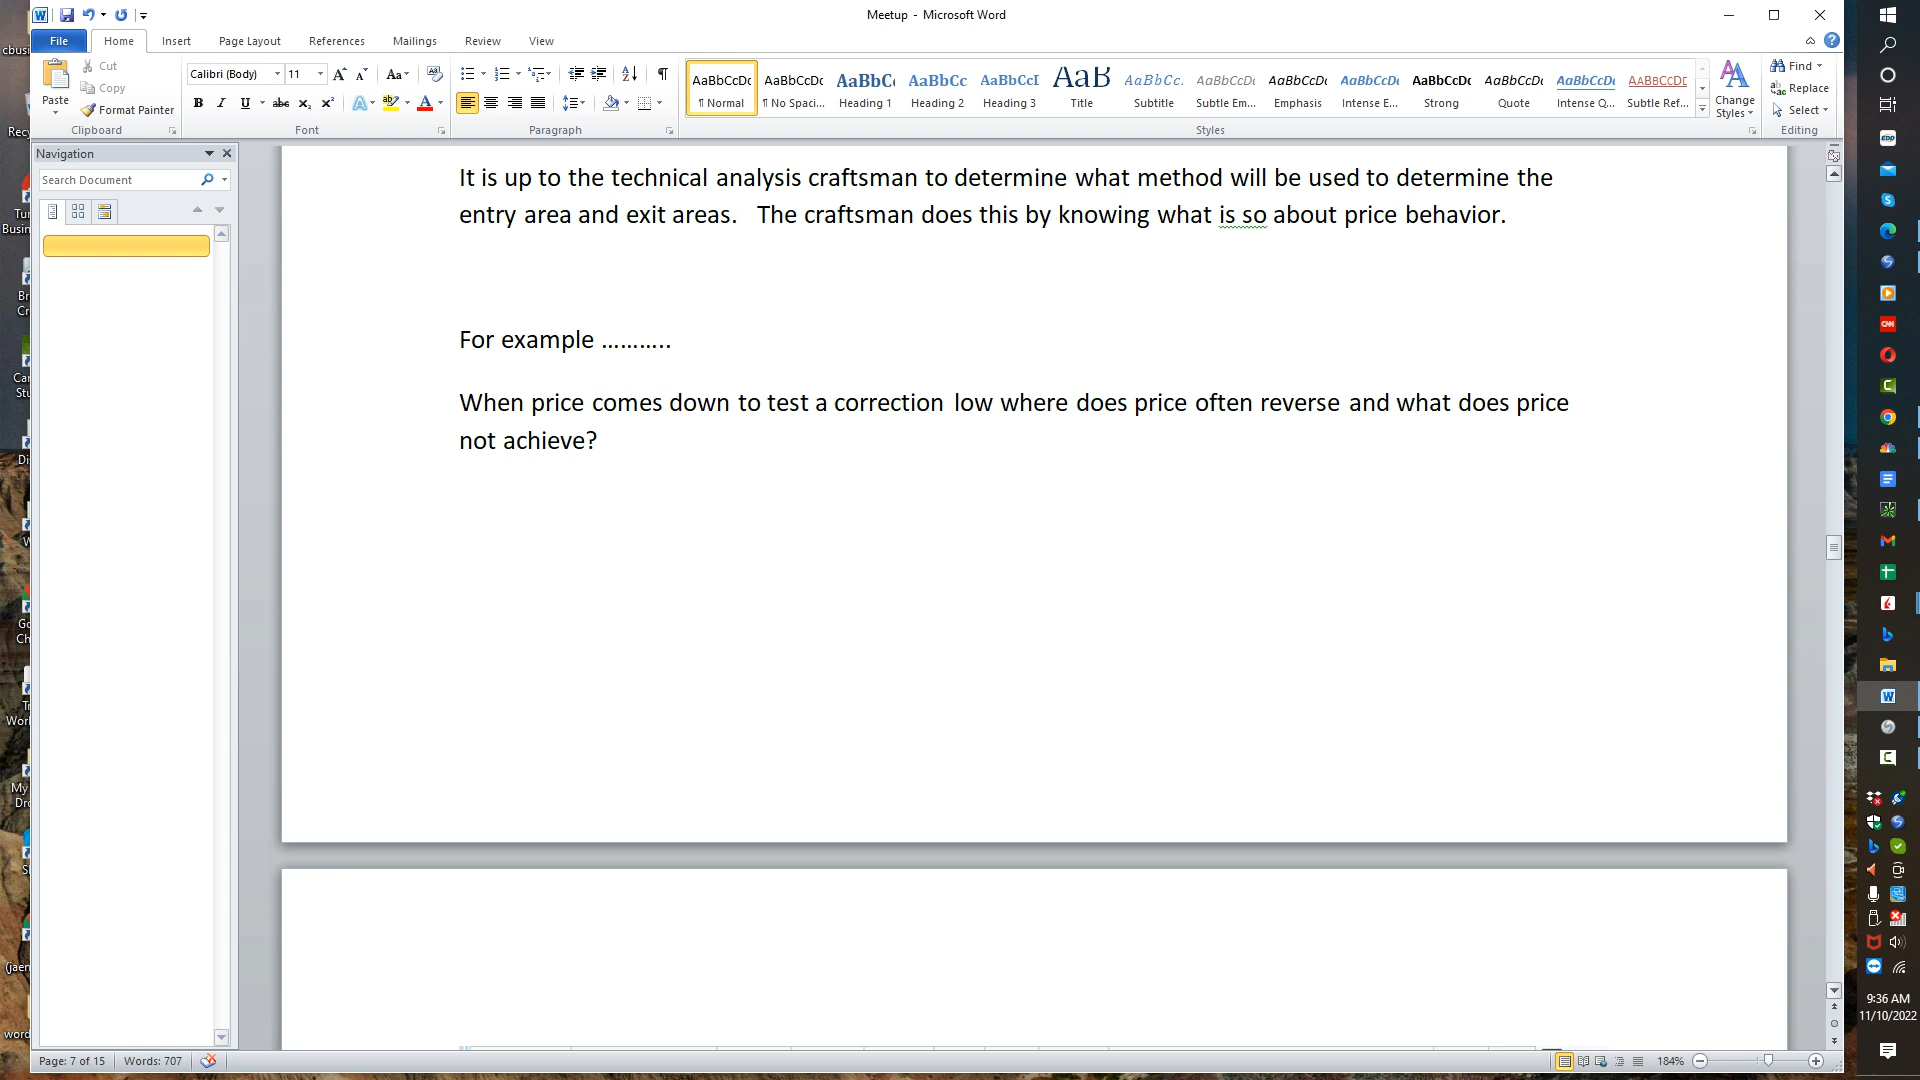 Meetup - Microsoft Word
File Home Insert Page Layout References Mailings Review View
Cut
Copy
Format Painter
Paste
Clipboard
Calibri (Body) 11
Font
Paragraph
AaBbCcDc AaBbCcDc AaBbC AaBbCc AaBbCcI AaB AaBbCc. AaBbCcDc AaBbCcDc AaBbCcDc AaBbCcDc AaBbCcDc AaBbCcDc AABBCCDE
¶ Normal ¶ No Spaci... Heading 1 Heading 2 Heading 3 Title Subtitle Subtle Em... Emphasis Intense E... Strong Quote Intense Q... Subtle Ref...
Change
Styles
Styles
Find
Replace
Select
Editing
Navigation
Search Document
It is up to the technical analysis craftsman to determine what method will be used to determine the
entry area and exit areas. The craftsman does this by knowing what is so about price behavior.
For example ...........
When price comes down to test a correction low where does price often reverse and what does price
not achieve?
Page: 7 of 15 Words: 707
184%
9:36 AM
11/10/2022